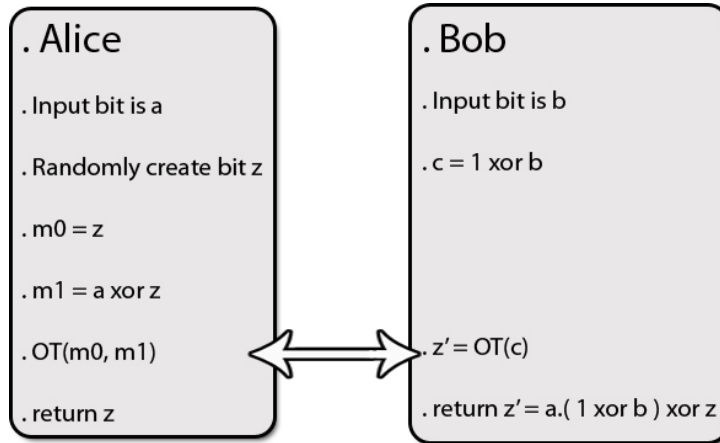 . Alice
. Input bit is a
. Randomly create bit z
. m0 = z
. m1 = a xor z
. OT(m0, m1)
. return z
. Bob
. Input bit is b
. c = 1 xor b
. z' = OT(c)
. return z' = a.( 1 xor b ) xor z